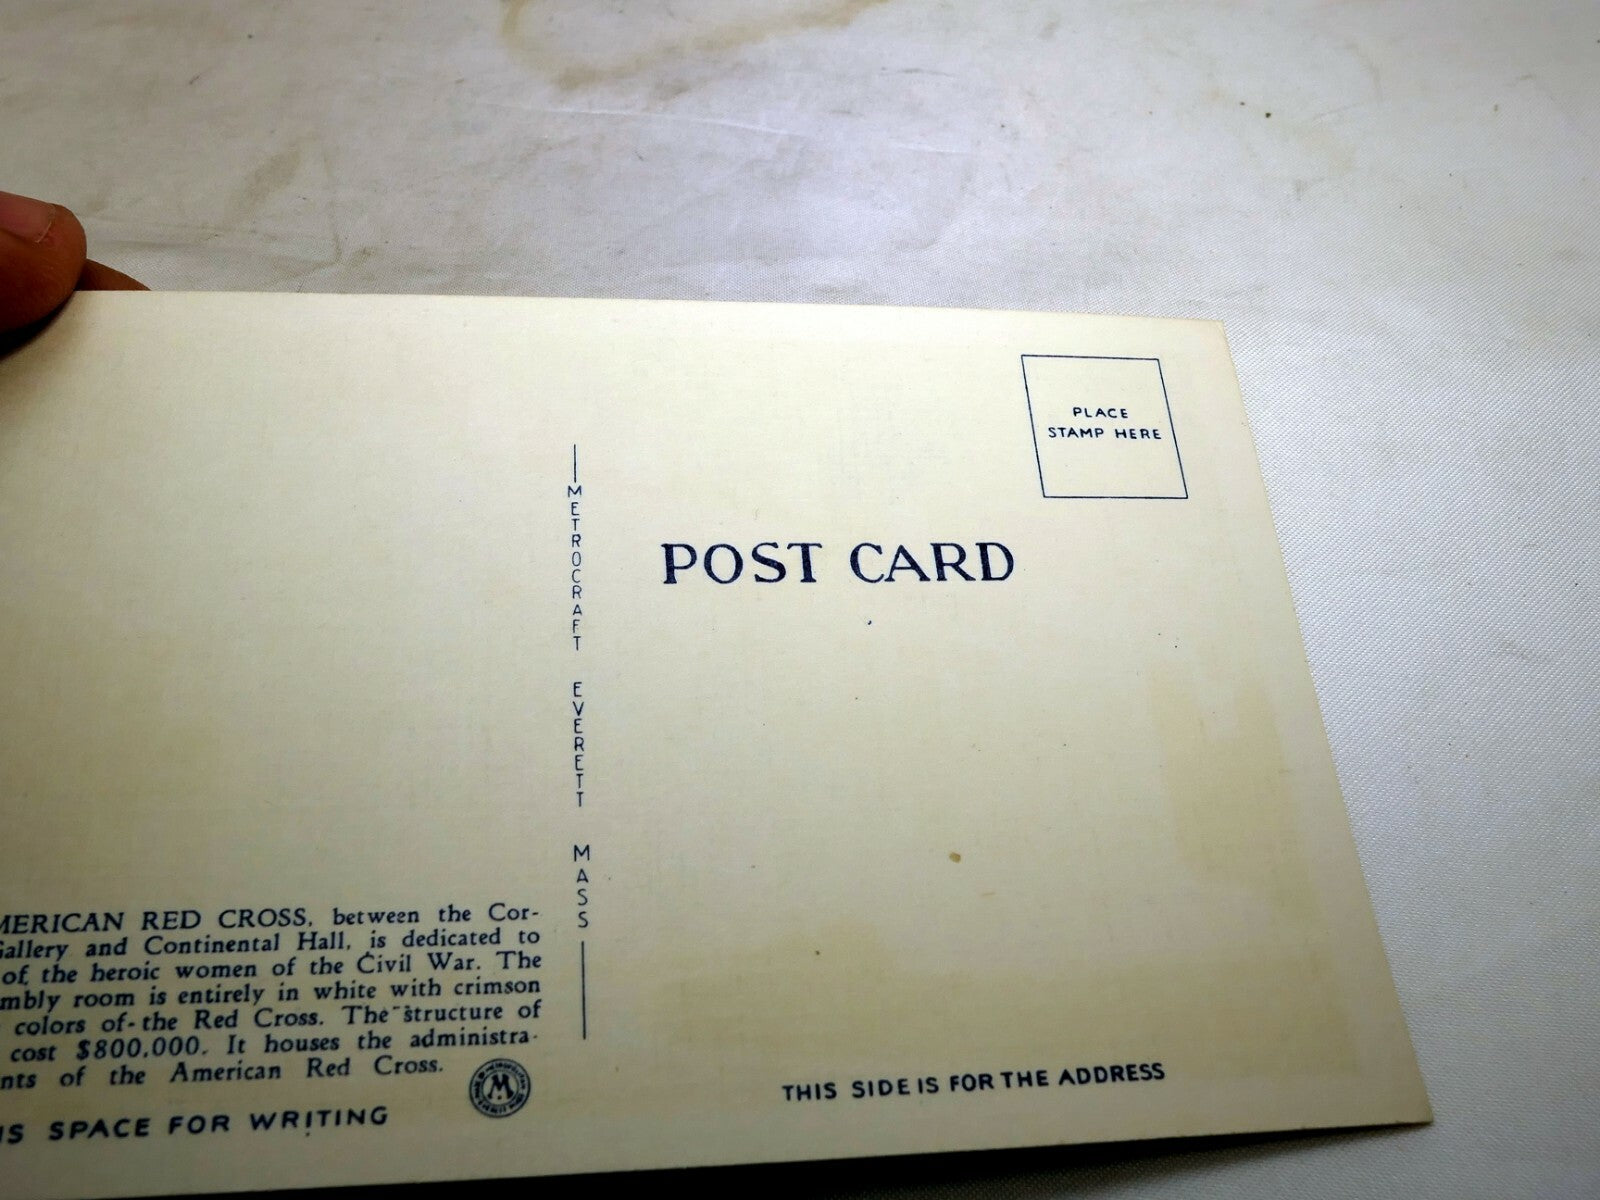 PLACE
STAMP HERE
POST CARD
METROCRAFT EVERETT MASS
MERICAN RED CROSS, between the Cor-
Gallery and Continental Hall, is dedicated to
of the heroic women of the Civil War. The
mbly room is entirely in white with crimson
colors of the Red Cross. The structure of
cost $800,000. It houses the administra-
nts of the American Red Cross.
M
IS SPACE FOR WRITING
THIS SIDE IS FOR THE ADDRESS